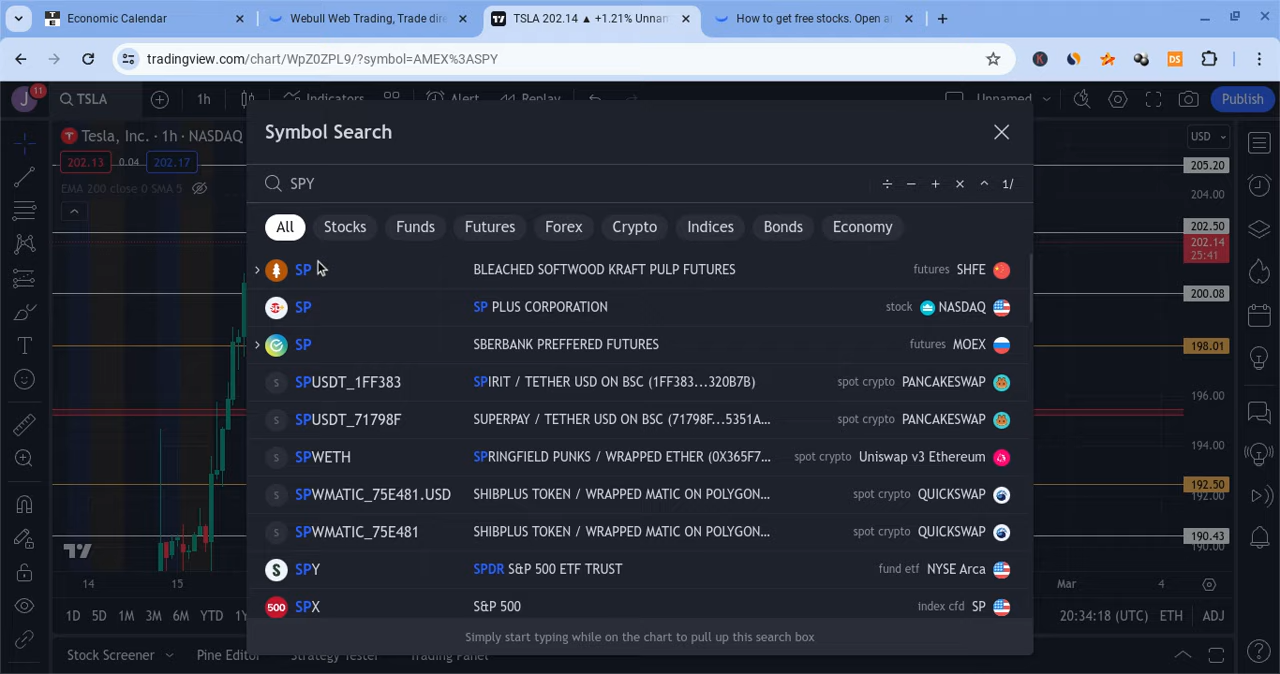 Economic Calendar
Webull Web Trading, Trade dire
TSLA 202.14 ▲ +1.21% Unnam
How to get free stocks. Open a
tradingview.com/chart/WpZ0ZPL9/?symbol=AMEX%3ASPY
J 11 TSLA 1h Indicators Alert Replay Unnamed Publish
Tesla, Inc. · 1h · NASDAQ
202.13 0.04 202.17
EMA 200 close 0 SMA 5
Symbol Search
SPY ÷ − + × ^ 1/
All Stocks Funds Futures Forex Crypto Indices Bonds Economy
SP BLEACHED SOFTWOOD KRAFT PULP FUTURES futures SHFE
SP SP PLUS CORPORATION stock NASDAQ
SP SBERBANK PREFFERED FUTURES futures MOEX
SPUSDT_1FF383 SPIRIT / TETHER USD ON BSC (1FF383...320B7B) spot crypto PANCAKESWAP
SPUSDT_71798F SUPERPAY / TETHER USD ON BSC (71798F...5351A... spot crypto PANCAKESWAP
SPWETH SPRINGFIELD PUNKS / WRAPPED ETHER (0X365F7... spot crypto Uniswap v3 Ethereum
SPWMATIC_75E481.USD SHIBPLUS TOKEN / WRAPPED MATIC ON POLYGON... spot crypto QUICKSWAP
SPWMATIC_75E481 SHIBPLUS TOKEN / WRAPPED MATIC ON POLYGON... spot crypto QUICKSWAP
SPY SPDR S&P 500 ETF TRUST fund etf NYSE Arca
500 SPX S&P 500 index cfd SP
Simply start typing while on the chart to pull up this search box
USD
205.20
204.00
202.50
202.14
25:41
200.08
198.01
196.00
194.00
192.50
192.00
190.43
190.00
14 15 Mar 4
1D 5D 1M 3M 6M YTD 1Y 20:34:18 (UTC) ETH ADJ
Stock Screener Pine Editor Strategy Tester Trading Panel